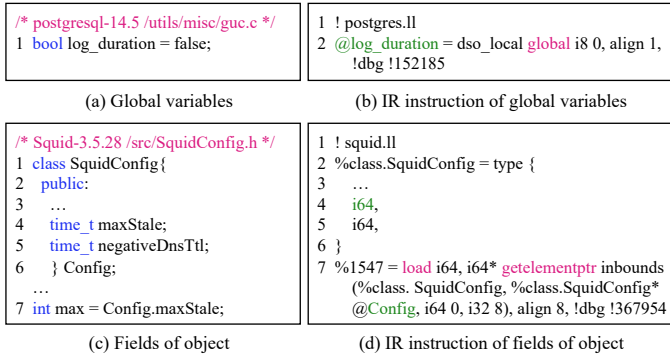 /* postgresql-14.5 /utils/misc/guc.c */
1 bool log_duration = false;
(a) Global variables
1 ! postgres.ll
2 @log_duration = dso_local global i8 0, align 1,
!dbg !152185
(b) IR instruction of global variables
/* Squid-3.5.28 /src/SquidConfig.h */
1 class SquidConfig{
2 public:
3 ...
4 time_t maxStale;
5 time_t negativeDnsTtl;
6 } Config;
...
7 int max = Config.maxStale;
(c) Fields of object
1 ! squid.ll
2 %class.SquidConfig = type {
3 ...
4 i64,
5 i64,
6 }
7 %1547 = load i64, i64* getelementptr inbounds
(%class. SquidConfig, %class.SquidConfig*
@Config, i64 0, i32 8), align 8, !dbg !367954
(d) IR instruction of fields of object